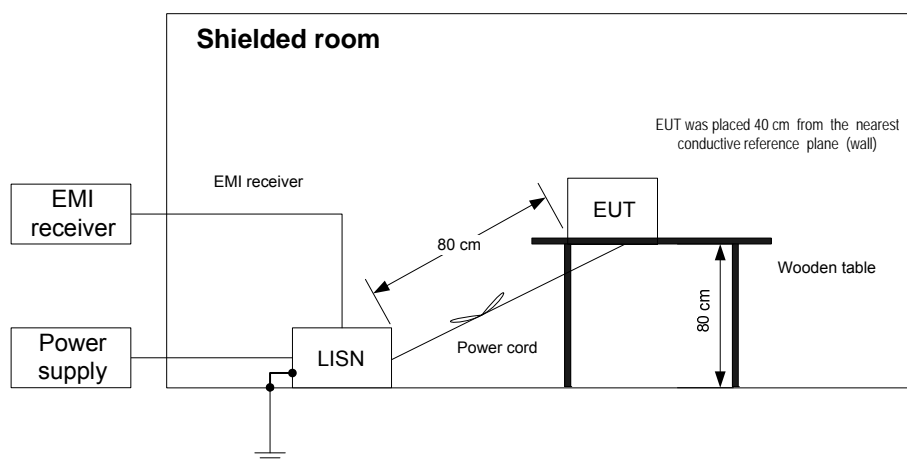 Shielded room
EUT was placed 40 cm from the nearest
conductive reference plane (wall)
EMI receiver
EMI
receiver
EUT
80 cm
Wooden table
80 cm
Power
supply
LISN
Power cord